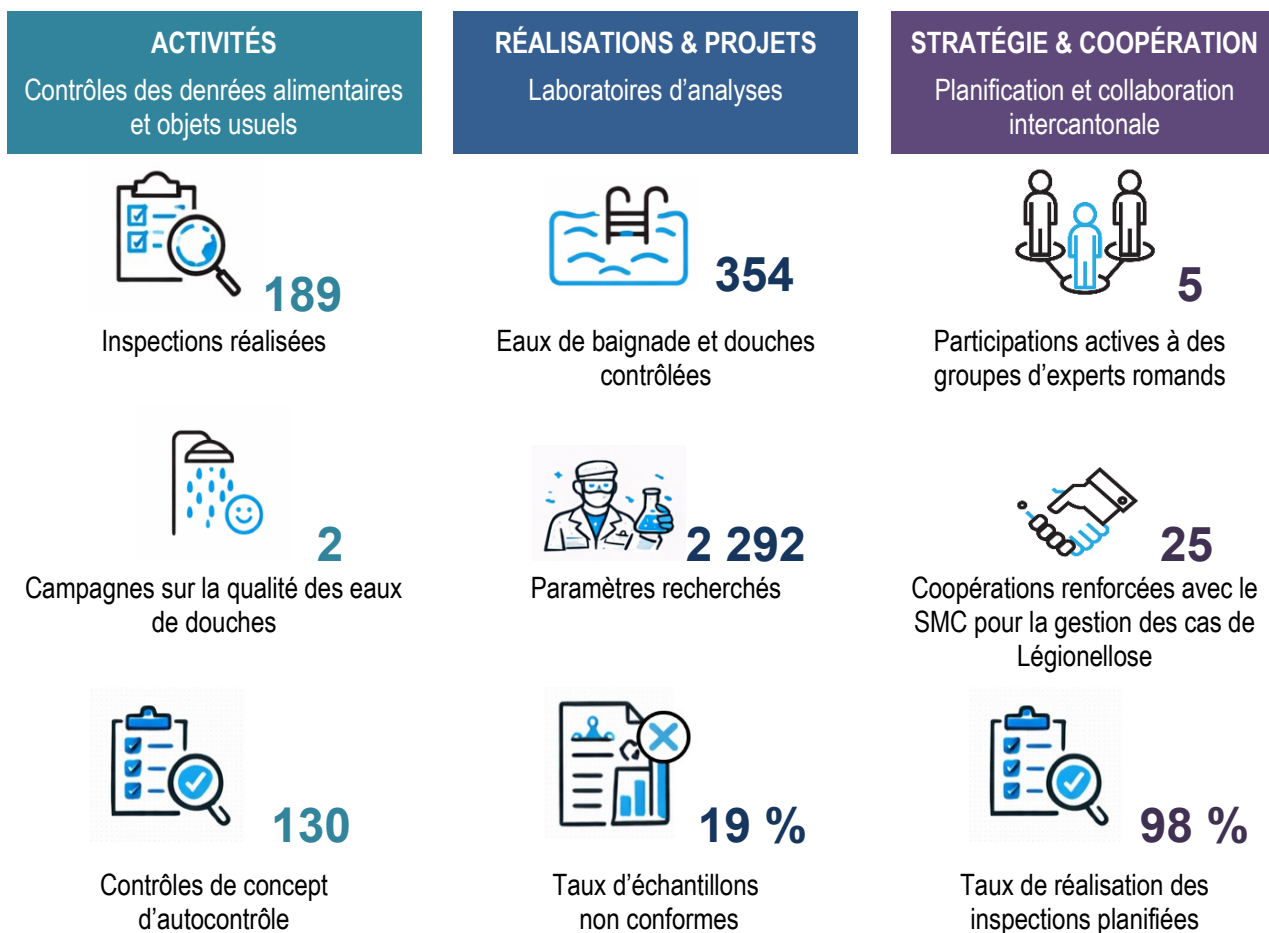 ACTIVITÉS
Contrôles des denrées alimentaires
et objets usuels
189
Inspections réalisées
2
Campagnes sur la qualité des eaux
de douches
130
Contrôles de concept
d'autocontrôle
RÉALISATIONS & PROJETS
Laboratoires d'analyses
354
Eaux de baignade et douches
contrôlées
2 292
Paramètres recherchés
19 %
Taux d'échantillons
non conformes
STRATÉGIE & COOPÉRATION
Planification et collaboration
intercantonale
5
Participations actives à des
groupes d'experts romands
25
Coopérations renforcées avec le
SMC pour la gestion des cas de
Légionellose
98 %
Taux de réalisation des
inspections planifiées